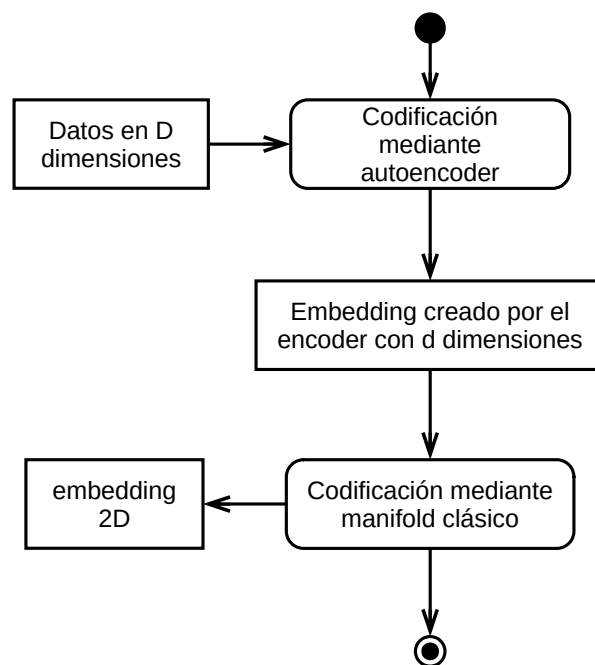 Codificación
mediante
autoencoder
Datos en D
dimensiones
Embedding creado por el
encoder con d dimensiones
embedding
2D
Codificación mediante
manifold clásico